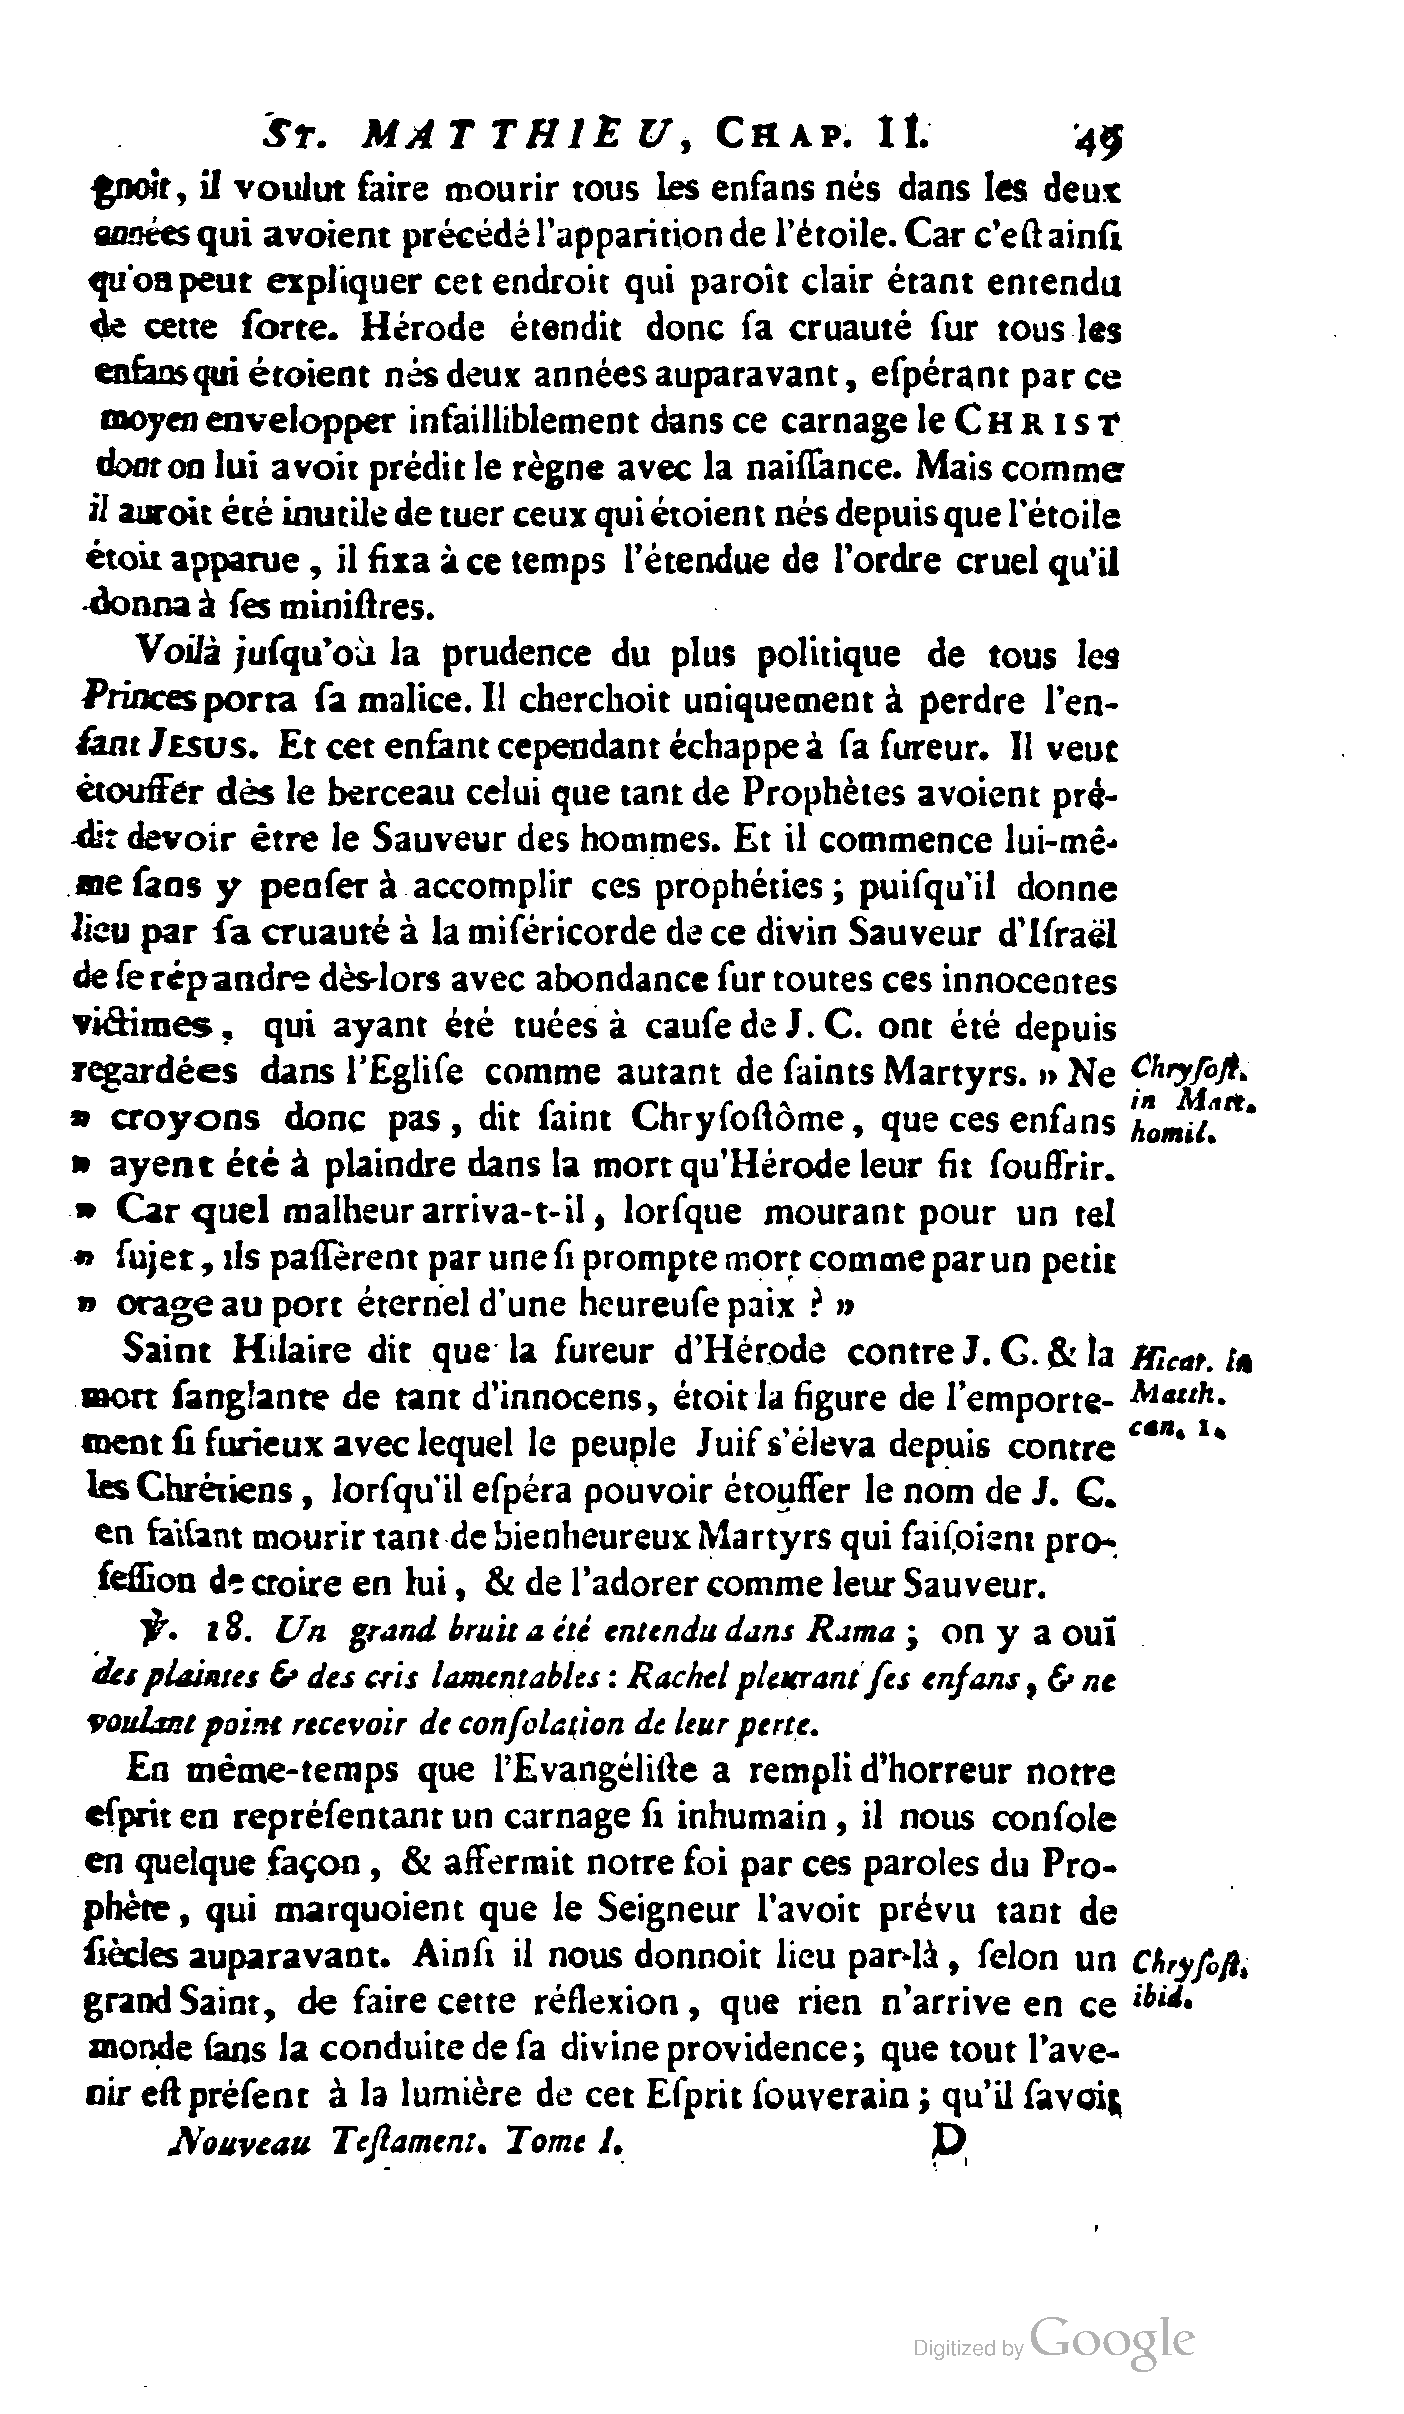 ST. MATTHIEU, CHAP. II. 49
gnoit, il voulut faire mourir tous les enfans nés dans les deux
années qui avoient précédé l'apparition de l'étoile. Car c'eſt ainſi
qu'on peut expliquer cet endroit qui paroît clair étant entendu
de cette ſorte. Hérode étendit donc ſa cruauté ſur tous les
enfans qui étoient nés deux années auparavant, eſpérant par ce
moyen envelopper infailliblement dans ce carnage le CHRIST
dont on lui avoit prédit le règne avec la naiſſance. Mais comme
il auroit été inutile de tuer ceux qui étoient nés depuis que l'étoile
étoit apparue, il fixa à ce temps l'étendue de l'ordre cruel qu'il
donna à ſes miniſtres.
Voilà juſqu'où la prudence du plus politique de tous les
Princes porta ſa malice. Il cherchoit uniquement à perdre l'en-
fant JESUS. Et cet enfant cependant échappe à ſa fureur. Il veut
étouffer dès le berceau celui que tant de Prophètes avoient pré-
dit devoir être le Sauveur des hommes. Et il commence lui-mê-
me ſans y penſer à accomplir ces prophéties ; puiſqu'il donne
lieu par ſa cruauté à la miſéricorde de ce divin Sauveur d'Iſraël
de ſe répandre dès-lors avec abondance ſur toutes ces innocentes
victimes, qui ayant été tuées à cauſe de J. C. ont été depuis
regardées dans l'Egliſe comme autant de ſaints Martyrs. » Ne
Chryſoſt.
in Matt.
homil.
» croyons donc pas, dit ſaint Chryſoſtôme, que ces enfans
» ayent été à plaindre dans la mort qu'Hérode leur fit ſouffrir.
» Car quel malheur arriva-t-il, lorſque mourant pour un tel
» ſujet, ils paſſèrent par une ſi prompte mort comme par un petit
» orage au port éternel d'une heureuſe paix ? »
Saint Hilaire dit que la fureur d'Hérode contre J. C. & la
Hicat. in
Matth.
can. 1.
mort ſanglante de tant d'innocens, étoit la figure de l'emporte-
ment ſi furieux avec lequel le peuple Juif s'éleva depuis contre
les Chrétiens, lorſqu'il eſpéra pouvoir étouffer le nom de J. C.
en faiſant mourir tant de bienheureux Martyrs qui faiſoient pro-
feſſion de croire en lui, & de l'adorer comme leur Sauveur.
℣. 18. Un grand bruit a été entendu dans Rama ; on y a ouï
des plaintes & des cris lamentables : Rachel pleurant ſes enfans, & ne
voulant point recevoir de conſolation de leur perte.
En même-temps que l'Evangéliſte a rempli d'horreur notre
eſprit en repréſentant un carnage ſi inhumain, il nous conſole
en quelque façon, & affermit notre foi par ces paroles du Pro-
phète, qui marquoient que le Seigneur l'avoit prévu tant de
ſiècles auparavant. Ainſi il nous donnoit lieu par-là, ſelon un
Chryſoſt.
ibid.
grand Saint, de faire cette réflexion, que rien n'arrive en ce
monde ſans la conduite de ſa divine providence; que tout l'ave-
nir eſt préſent à la lumière de cet Eſprit ſouverain ; qu'il ſavoit
Nouveau Teſtament. Tome I. D
Digitized by Google